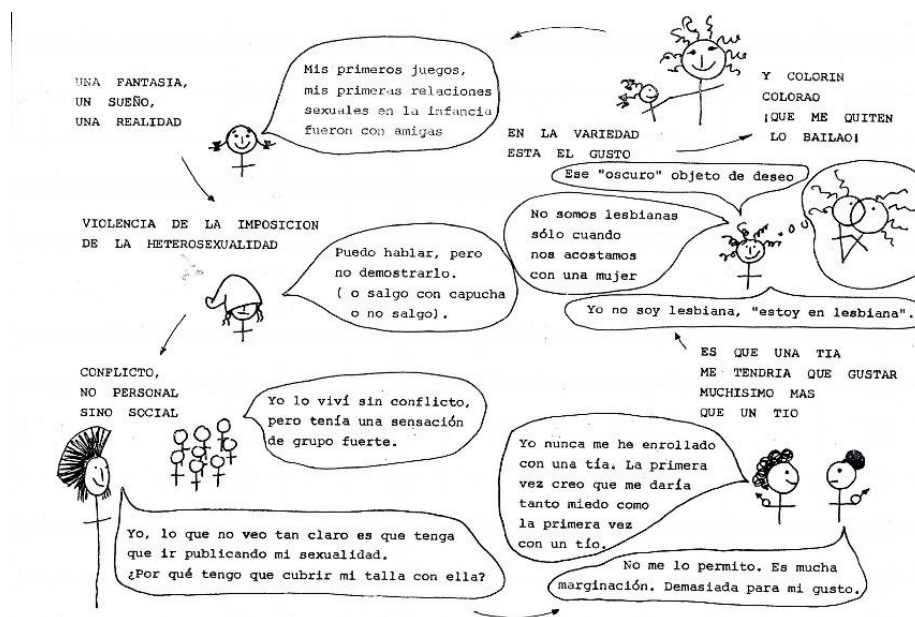 UNA FANTASIA,
UN SUEÑO,
UNA REALIDAD
Mis primeros juegos,
mis primeras relaciones
sexuales en la infancia
fueron con amigas
VIOLENCIA DE LA IMPOSICION
DE LA HETEROSEXUALIDAD
Puedo hablar, pero
no demostrarlo.
( o salgo con capucha
o no salgo).
CONFLICTO,
NO PERSONAL
SINO SOCIAL
Yo lo viví sin conflicto,
pero tenía una sensación
de grupo fuerte.
Yo, lo que no veo tan claro es que tenga
que ir publicando mi sexualidad.
¿Por qué tengo que cubrir mi talla con ella?
Yo nunca me he enrollado
con una tía. La primera
vez creo que me daría
tanto miedo como
la primera vez
con un tío.
No me lo permito. Es mucha
marginación. Demasiada para mi gusto.
ES QUE UNA TIA
ME TENDRIA QUE GUSTAR
MUCHISIMO MAS
QUE UN TIO
Ese "oscuro" objeto de deseo
No somos lesbianas
sólo cuando
nos acostamos
con una mujer
Yo no soy lesbiana, "estoy en lesbiana".
EN LA VARIEDAD
ESTA EL GUSTO
Y COLORIN
COLORAO
¡QUE ME QUITEN
LO BAILAO¡